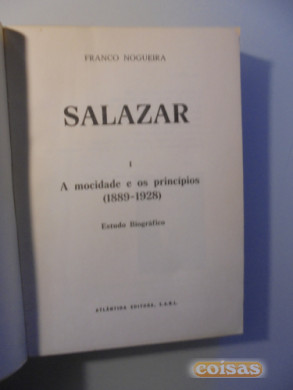 FRANCO NOGUEIRA
SALAZAR
I
A mocidade e os princípios
(1889-1928)
Estudo Biográfico
ATLÂNTIDA EDITORA, S.A.R.L.
coisas